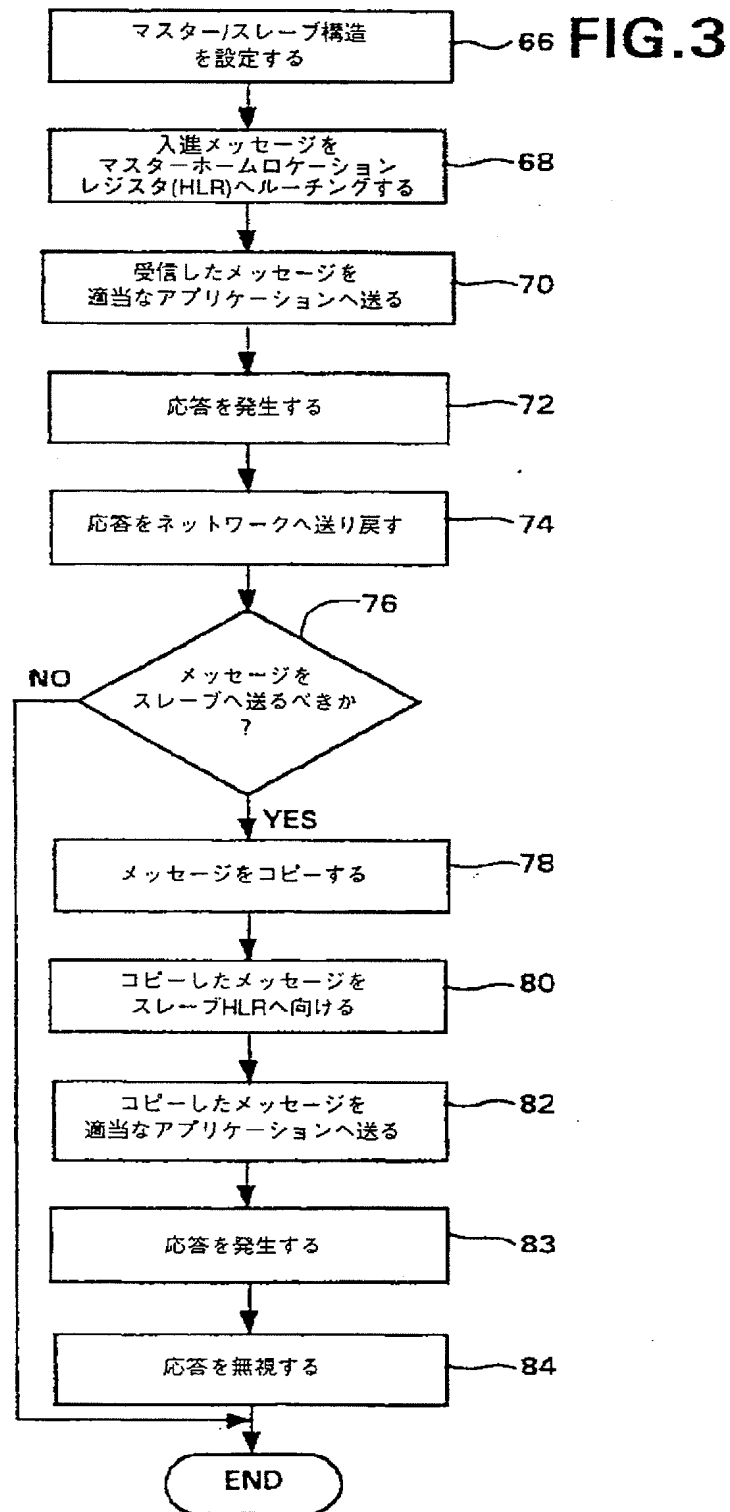 FIG.3
マスター/スレーブ構造
を設定する
66
入進メッセージを
マスターホームロケーション
レジスタ(HLR)へルーチングする
68
受信したメッセージを
適当なアプリケーションへ送る
70
応答を発生する
72
応答をネットワークへ送り戻す
74
76
メッセージを
スレーブへ送るべきか
?
NO
YES
メッセージをコピーする
78
コピーしたメッセージを
スレーブHLRへ向ける
80
コピーしたメッセージを
適当なアプリケーションへ送る
82
応答を発生する
83
応答を無視する
84
END